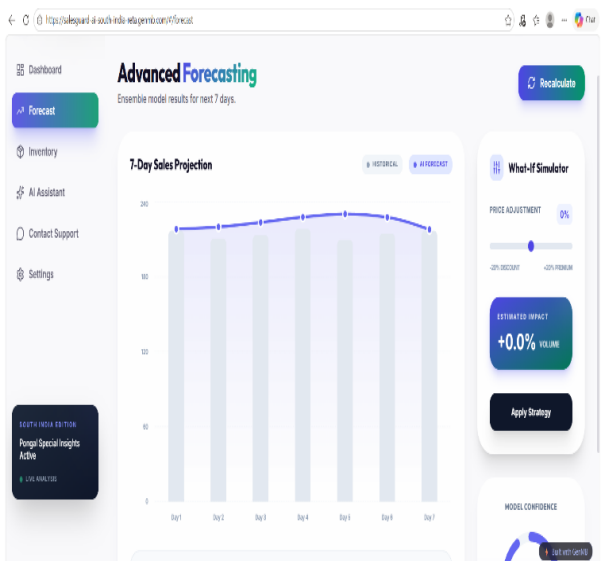 https://salesguard-ai-south-india-reta.genmb.com/#/forecast
Chat
Dashboard
Forecast
Inventory
AI Assistant
Contact Support
Settings
SOUTH INDIA EDITION
Pongal Special Insights
Active
LIVE ANALYSIS
Advanced Forecasting
Ensemble model results for next 7 days.
Recalculate
7-Day Sales Projection
HISTORICAL
AI FORECAST
240
180
120
60
0
Day 1
Day 2
Day 3
Day 4
Day 5
Day 6
Day 7
What-If Simulator
PRICE ADJUSTMENT
0%
-20% DISCOUNT
+20% PREMIUM
ESTIMATED IMPACT
+0.0% VOLUME
Apply Strategy
MODEL CONFIDENCE
Built with GenMB